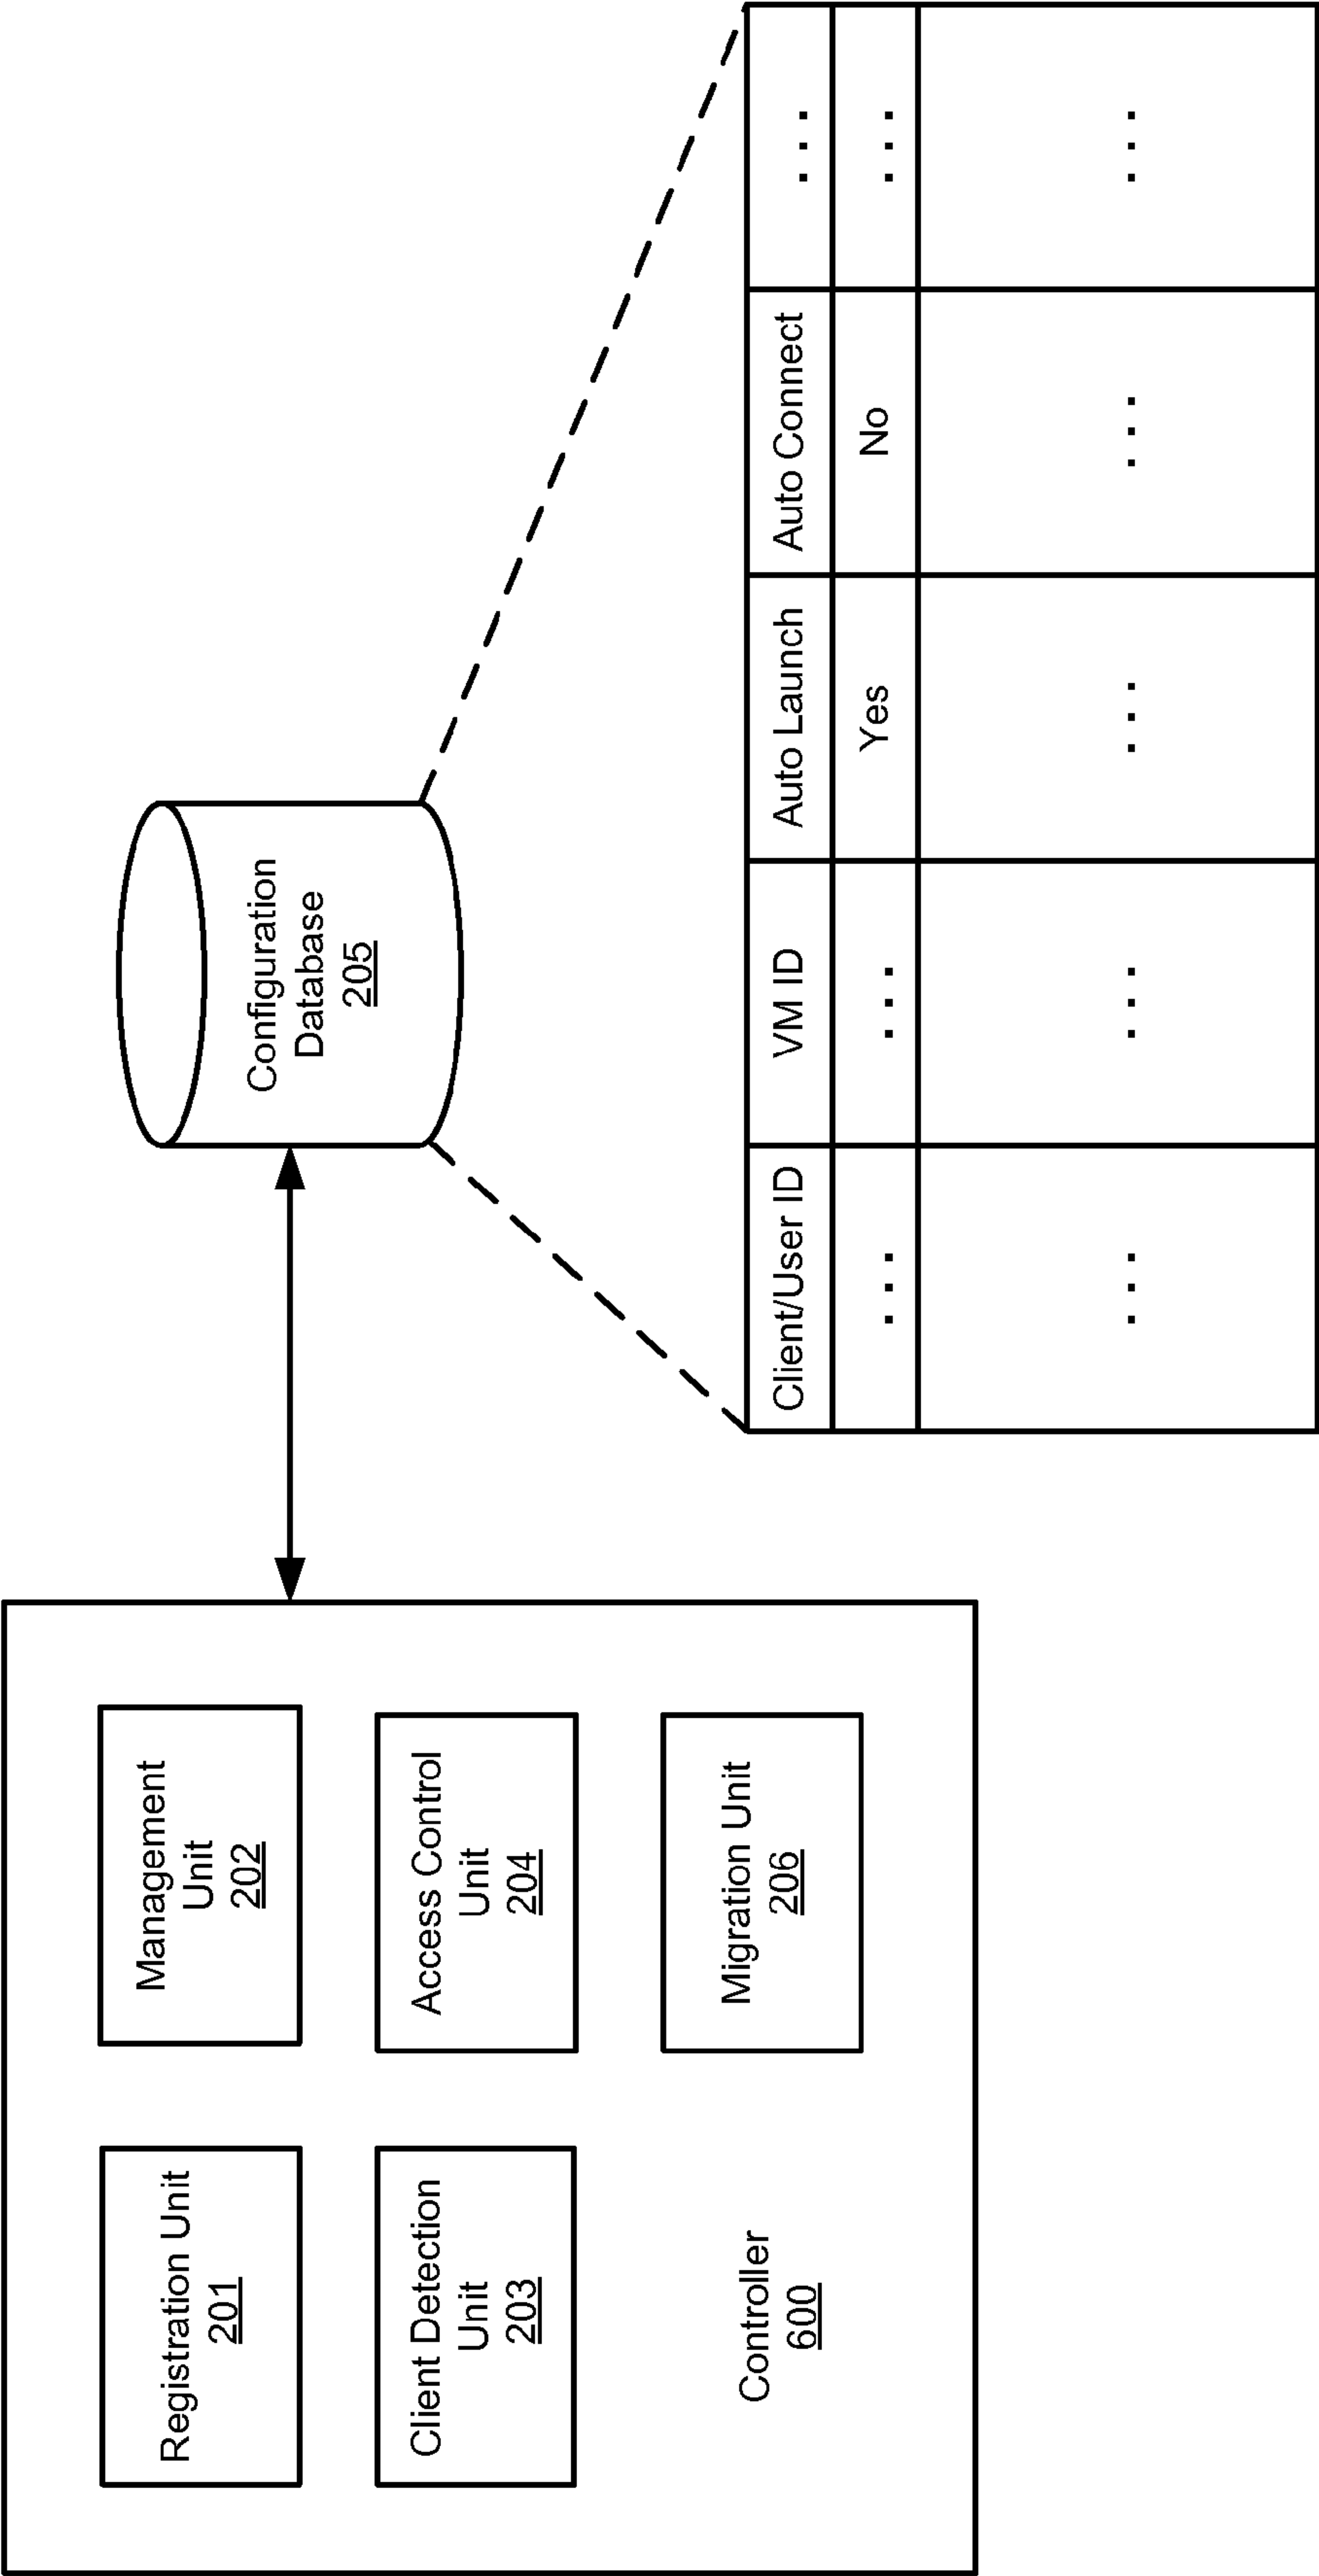 Registration Unit
201
Management
Unit
202
Client Detection
Unit
203
Access Control
Unit
204
Controller
600
Migration Unit
206
Configuration
Database
205
Client/User ID VM ID Auto Launch Auto Connect ...
... ... Yes No ...
... ... ... ... ...